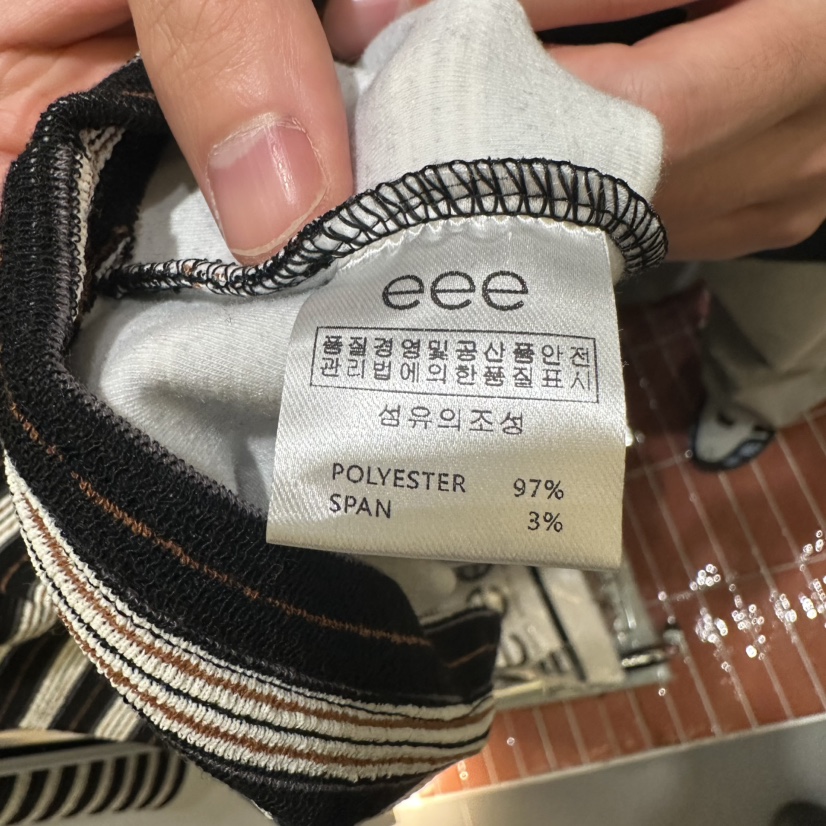 eee
품질경영및공산품안전
관리법에의한품질표시
섬유의조성
POLYESTER 97%
SPAN 3%